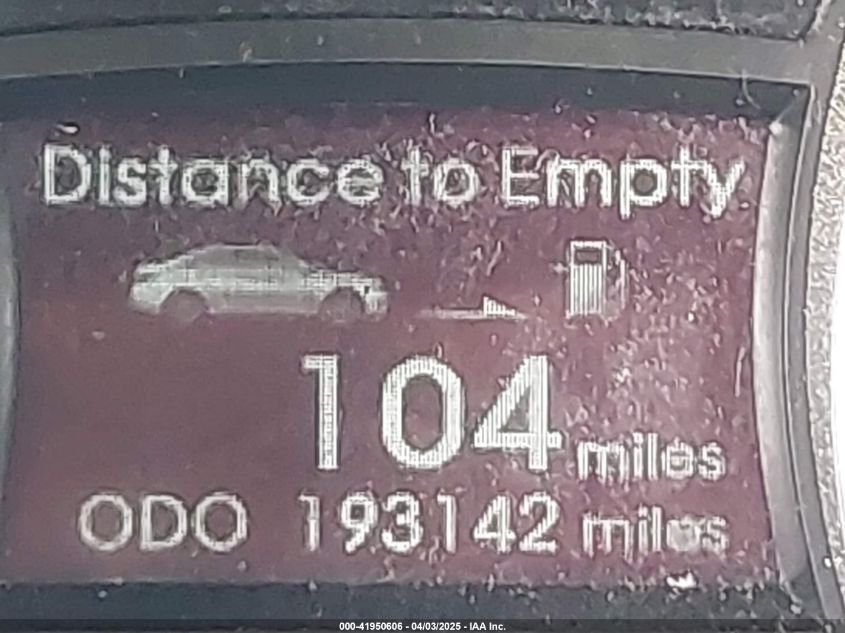 Distance to Empty
104 miles
ODO 193142 miles
000-41950606 - 04/03/2025 - IAA Inc.